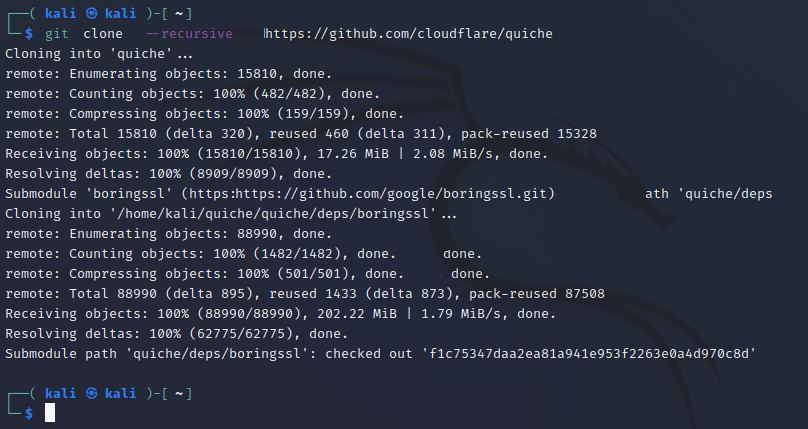 ┌──( kali ㉿ kali )-[ ~ ]
└─$ git clone --recursive https://github.com/cloudflare/quiche
Cloning into 'quiche'...
remote: Enumerating objects: 15810, done.
remote: Counting objects: 100% (482/482), done.
remote: Compressing objects: 100% (159/159), done.
remote: Total 15810 (delta 320), reused 460 (delta 311), pack-reused 15328
Receiving objects: 100% (15810/15810), 17.26 MiB | 2.08 MiB/s, done.
Resolving deltas: 100% (8909/8909), done.
Submodule 'boringssl' (https:https://github.com/google/boringssl.git) ath 'quiche/deps
Cloning into '/home/kali/quiche/quiche/deps/boringssl'...
remote: Enumerating objects: 88990, done.
remote: Counting objects: 100% (1482/1482), done. done.
remote: Compressing objects: 100% (501/501), done. done.
remote: Total 88990 (delta 895), reused 1433 (delta 873), pack-reused 87508
Receiving objects: 100% (88990/88990), 202.22 MiB | 1.79 MiB/s, done.
Resolving deltas: 100% (62775/62775), done.
Submodule path 'quiche/deps/boringssl': checked out 'f1c75347daa2ea81a941e953f2263e0a4d970c8d'
┌──( kali ㉿ kali )-[ ~ ]
└─$